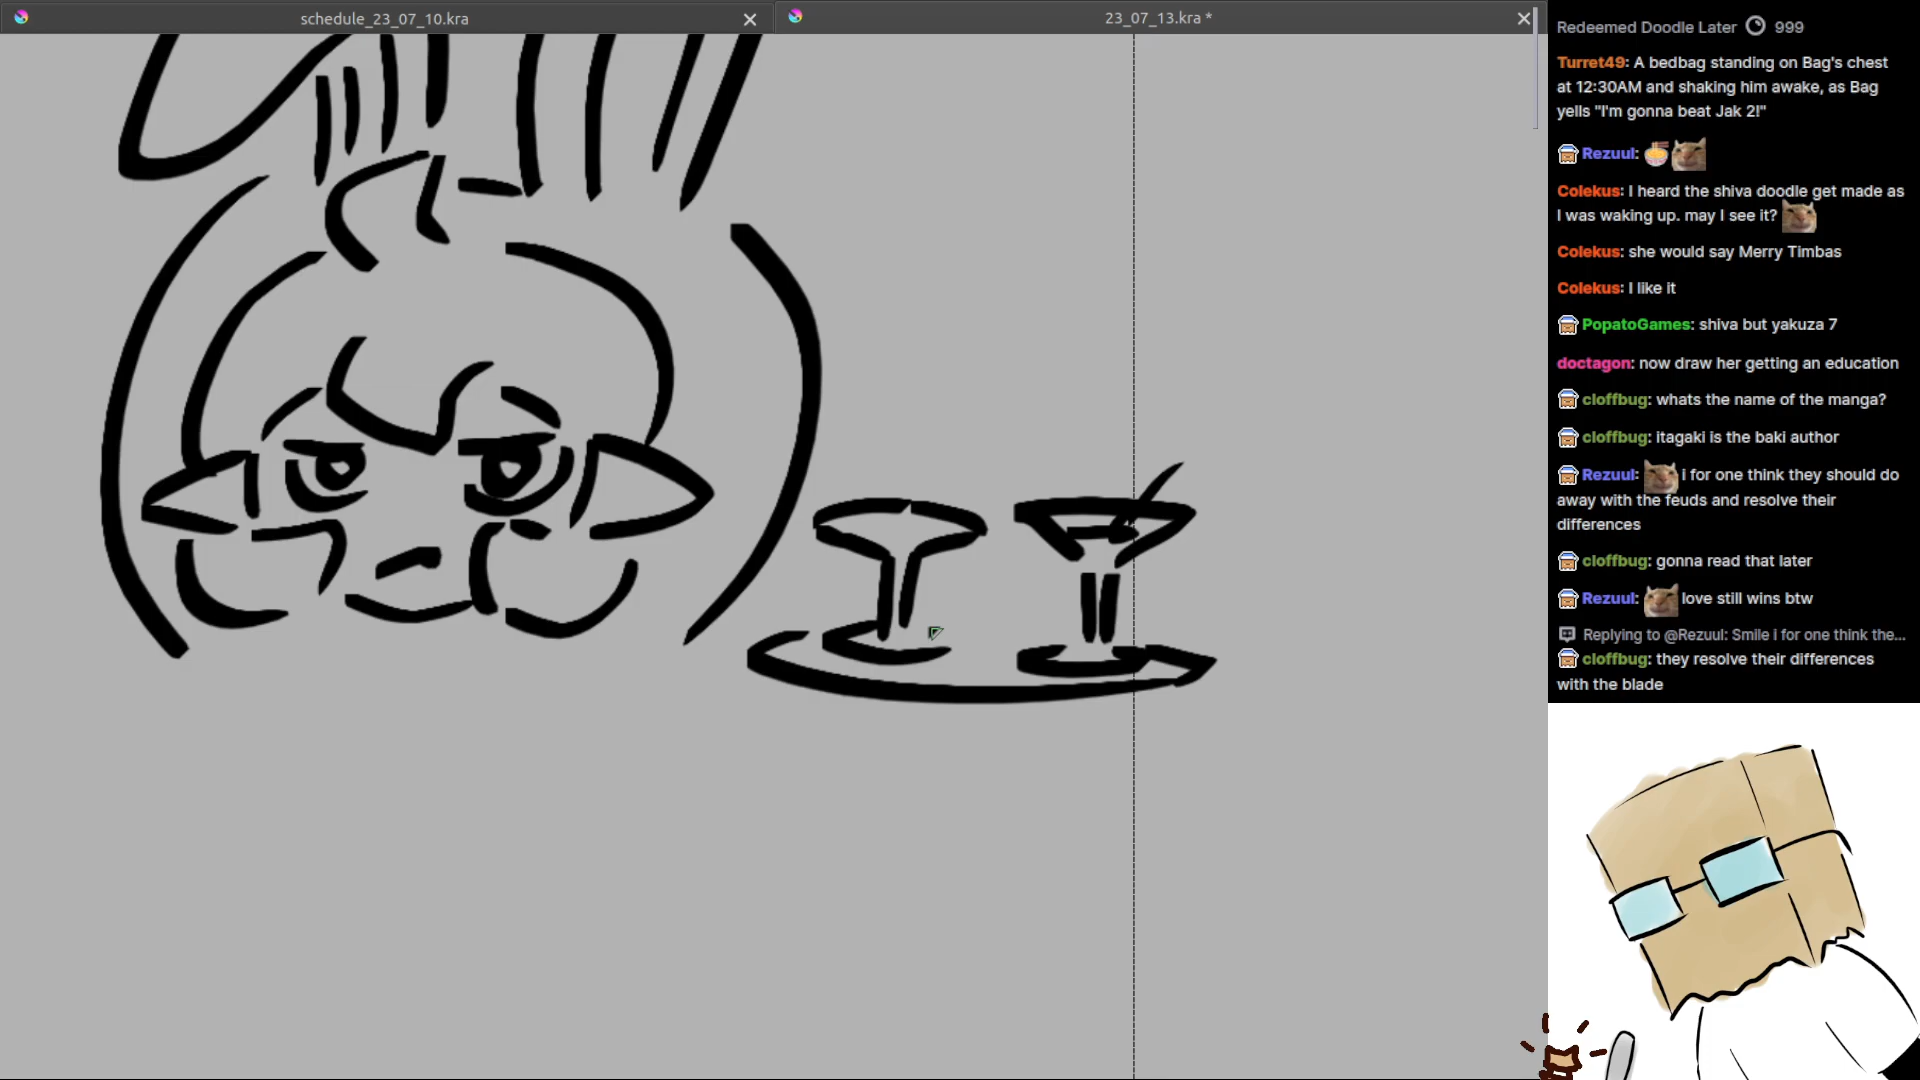 schedule_23_07_10.kra
23_07_13.kra *
Redeemed Doodle Later 999
Turret49: A bedbag standing on Bag's chest
at 12:30AM and shaking him awake, as Bag
yells "I'm gonna beat Jak 2!"
Rezuul:
Colekus: I heard the shiva doodle get made as
I was waking up. may I see it?
Colekus: she would say Merry Timbas
Colekus: I like it
PopatoGames: shiva but yakuza 7
doctagon: now draw her getting an education
cloffbug: whats the name of the manga?
cloffbug: itagaki is the baki author
Rezuul: i for one think they should do
away with the feuds and resolve their
differences
cloffbug: gonna read that later
Rezuul: love still wins btw
Replying to @Rezuul: Smile i for one think the...
cloffbug: they resolve their differences
with the blade